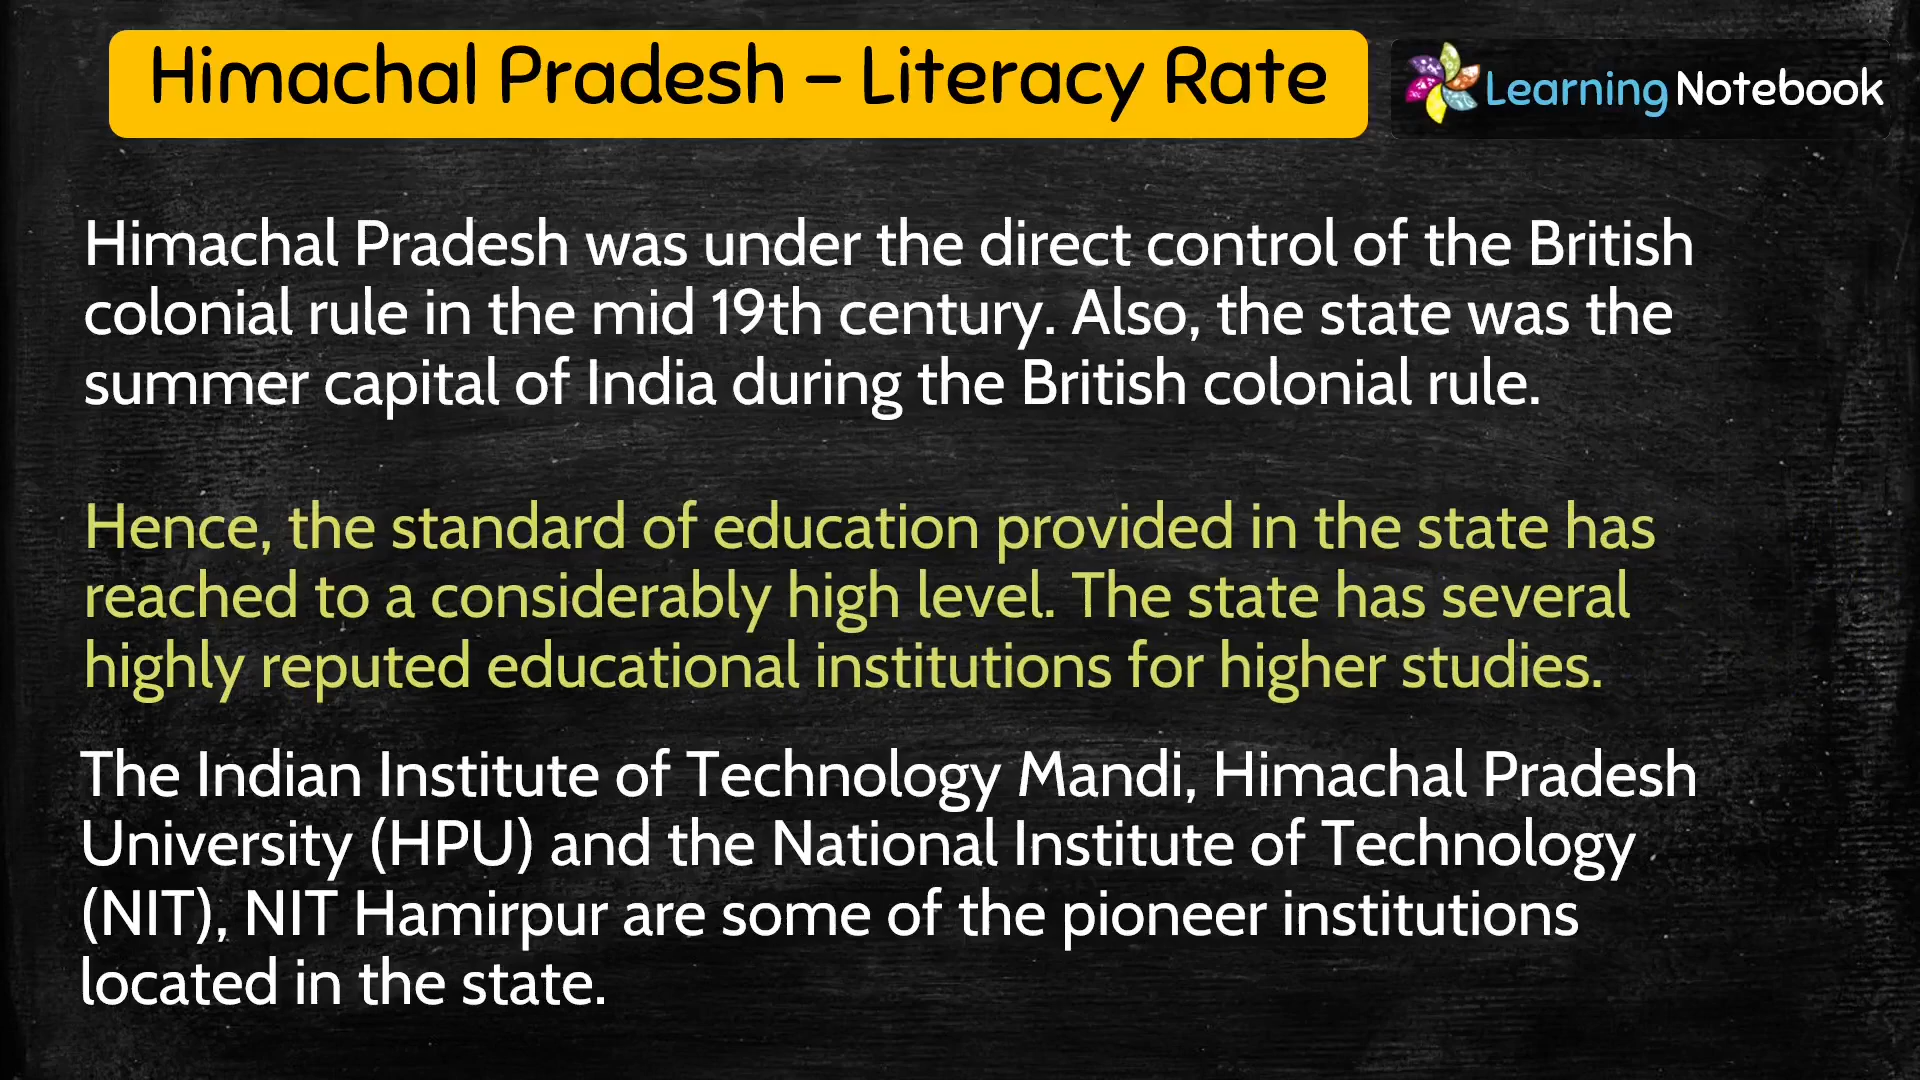 Himachal Pradesh – Literacy Rate
Learning Notebook
Himachal Pradesh was under the direct control of the British
colonial rule in the mid 19th century. Also, the state was the
summer capital of India during the British colonial rule.
Hence, the standard of education provided in the state has
reached to a considerably high level. The state has several
highly reputed educational institutions for higher studies.
The Indian Institute of Technology Mandi, Himachal Pradesh
University (HPU) and the National Institute of Technology
(NIT), NIT Hamirpur are some of the pioneer institutions
located in the state.